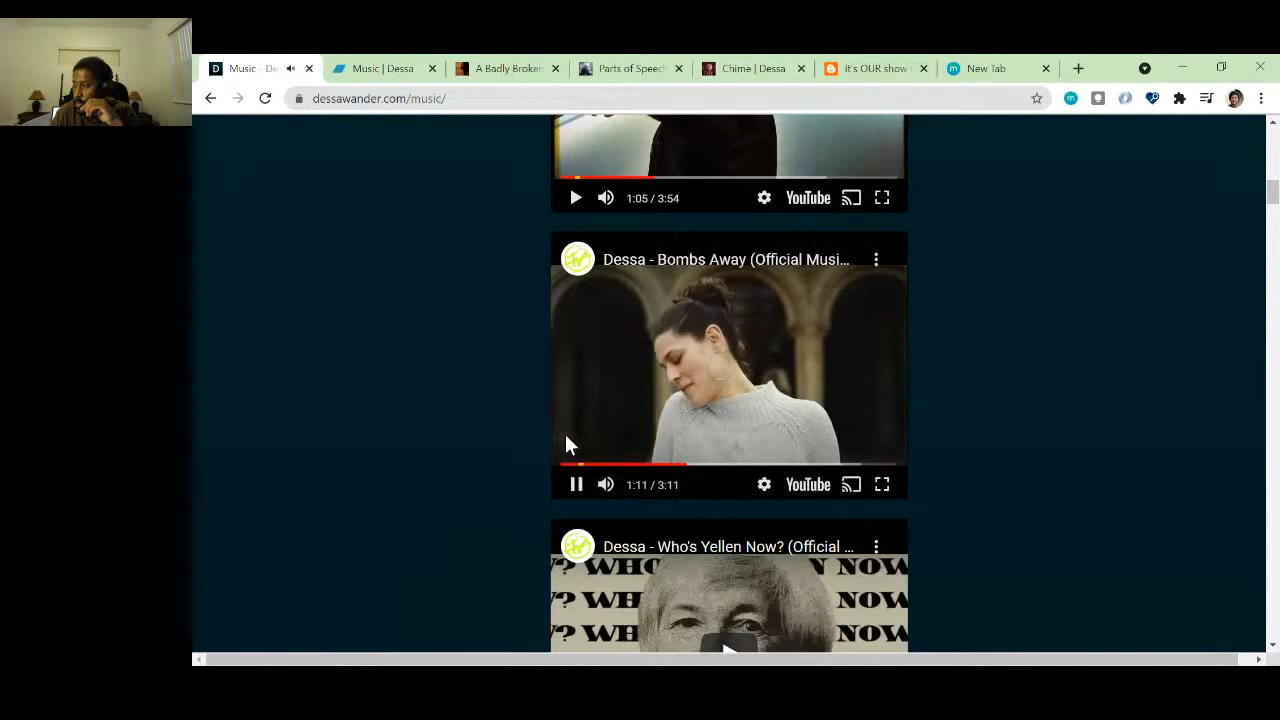 Music - De
Music | Dessa
A Badly Broken
Parts of Speech
Chime | Dessa
it's OUR show
New Tab
dessawander.com/music/
1:05 / 3:54
YouTube
Dessa - Bombs Away (Official Musi...
1:11 / 3:11
YouTube
Dessa - Who's Yellen Now? (Official ...
? WHO N NOW
? WH NOW
? WH NOW